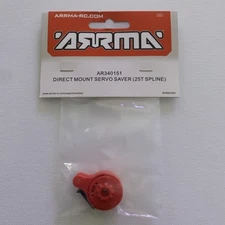 ARRMA-RC.COM
ARRMA
AR340151
DIRECT MOUNT SERVO SAVER (25T SPLINE)